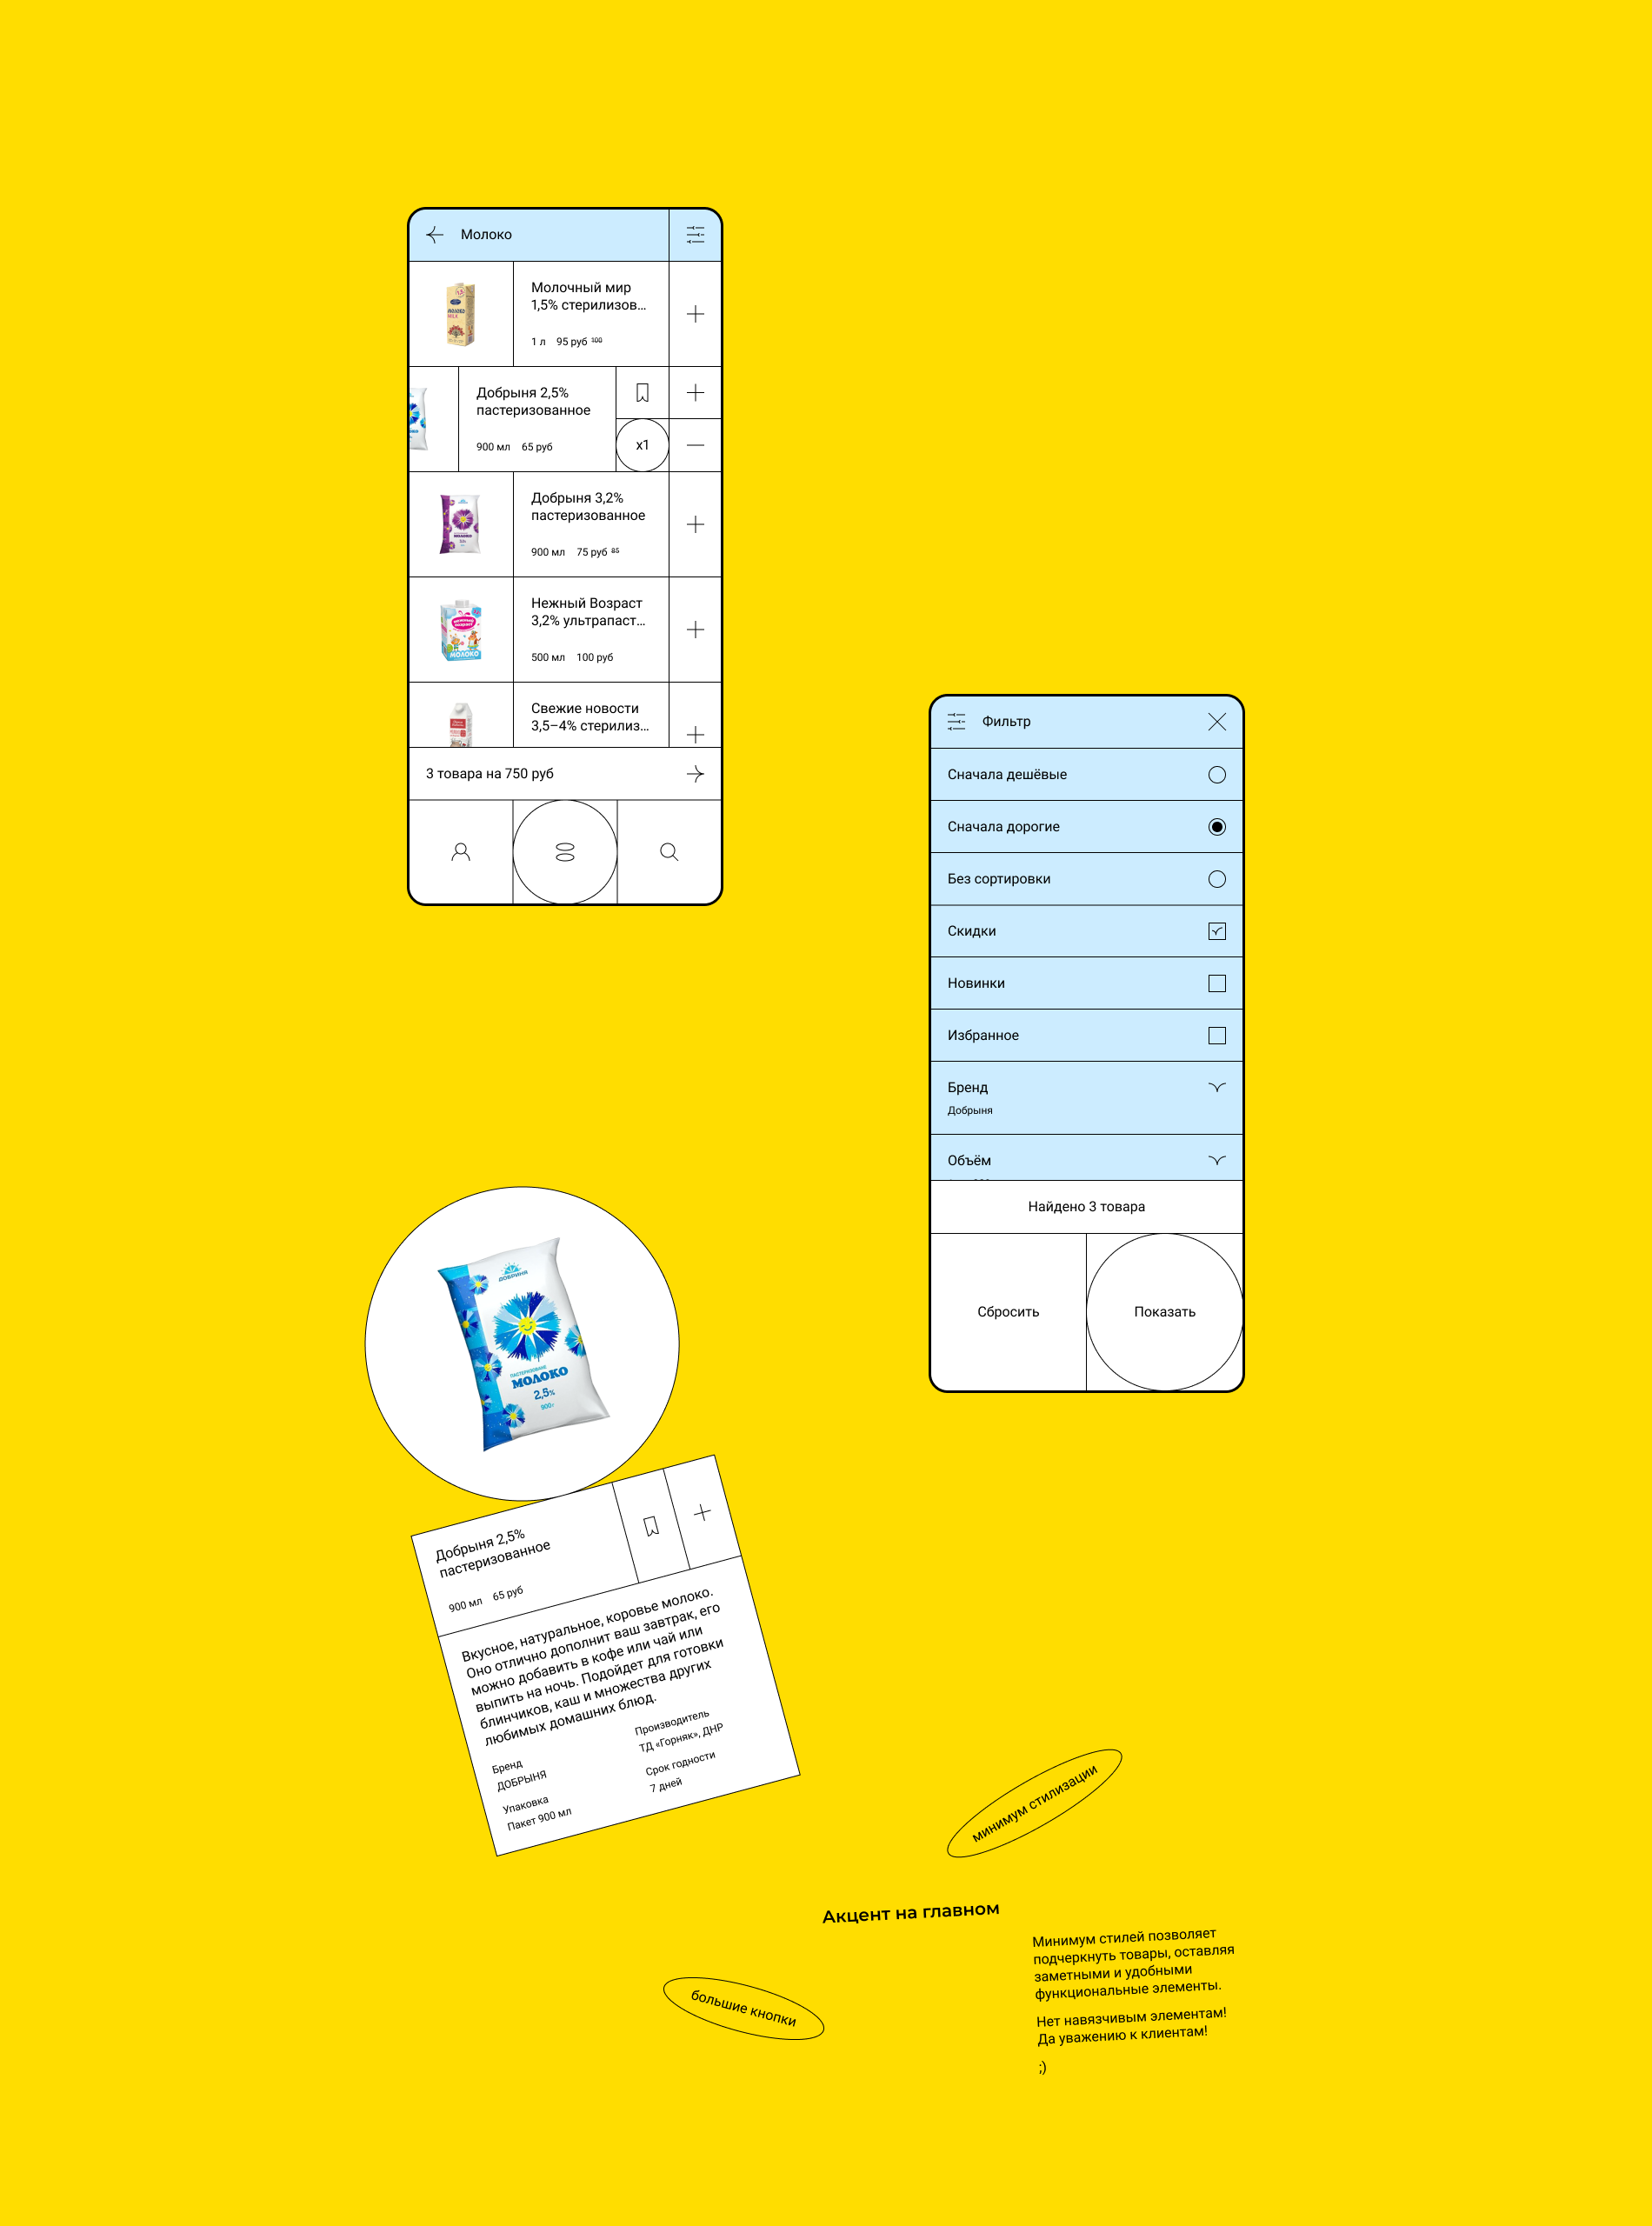 Молоко
Молочный мир
1,5% стерилизов...
1 л 95 руб 100
Добрыня 2,5%
пастеризованное
900 мл 65 руб
x1
Добрыня 3,2%
пастеризованное
900 мл 75 руб 85
Нежный Возраст
3,2% ультрапаст...
500 мл 100 руб
МОЛОКО
Свежие новости
3,5–4% стерилиз...
3 товара на 750 руб
Фильтр
Сначала дешёвые
Сначала дорогие
Без сортировки
Скидки
Новинки
Избранное
Бренд
Добрыня
Объём
Найдено 3 товара
Сбросить
Показать
ДОБРИНЯ
ПАСТЕРИЗОВАНЕ
МОЛОКО
2,5%
900г
Добрыня 2,5%
пастеризованное
900 мл 65 руб
Вкусное, натуральное, коровье молоко.
Оно отлично дополнит ваш завтрак, его
можно добавить в кофе или чай или
выпить на ночь. Подойдет для готовки
блинчиков, каш и множества других
любимых домашних блюд.
Бренд
ДОБРЫНЯ
Упаковка
Пакет 900 мл
Производитель
ТД «Горняк», ДНР
Срок годности
7 дней
минимум стилизации
Акцент на главном
большие кнопки
Минимум стилей позволяет
подчеркнуть товары, оставляя
заметными и удобными
функциональные элементы.
Нет навязчивым элементам!
Да уважению к клиентам!
;)